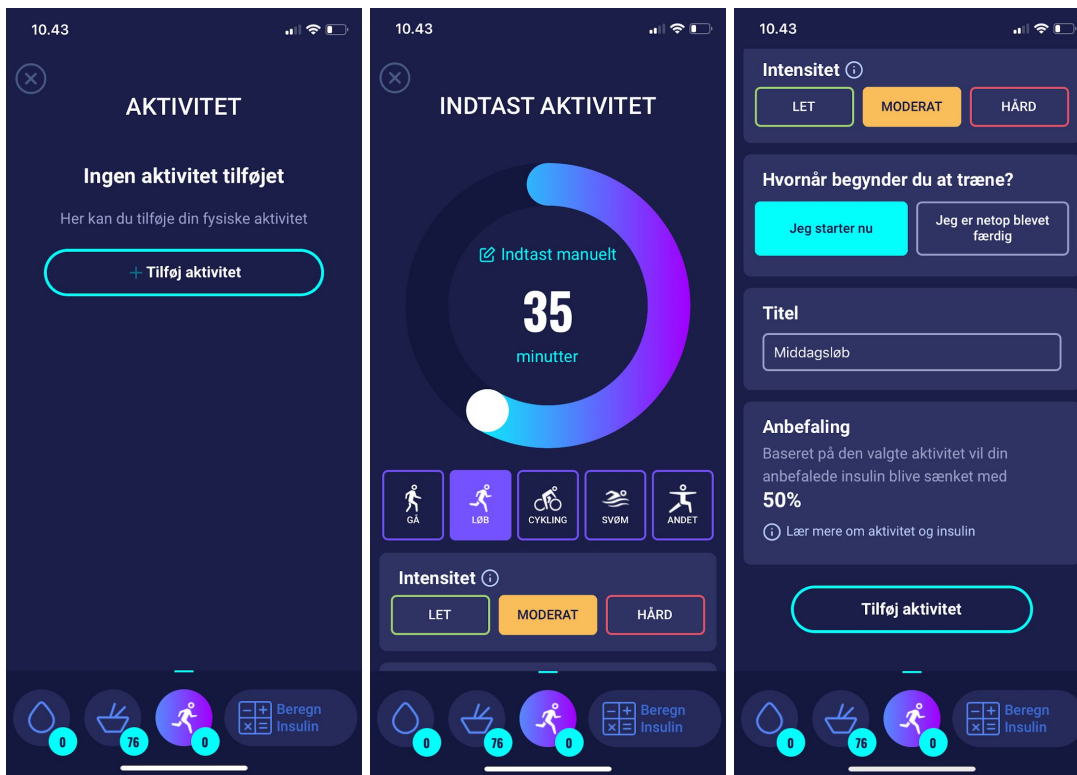 10.43
AKTIVITET
Ingen aktivitet tilføjet
Her kan du tilføje din fysiske aktivitet
+ Tilføj aktivitet
0
76
0
Beregn
Insulin
10.43
INDTAST AKTIVITET
Indtast manuelt
35
minutter
GÅ
LØB
CYKLING
SVØM
ANDET
Intensitet
LET
MODERAT
HÅRD
0
76
0
Beregn
Insulin
10.43
Intensitet
LET
MODERAT
HÅRD
Hvornår begynder du at træne?
Jeg starter nu
Jeg er netop blevet
færdig
Titel
Middagsløb
Anbefaling
Baseret på den valgte aktivitet vil din
anbefalede insulin blive sænket med
50%
Lær mere om aktivitet og insulin
Tilføj aktivitet
0
76
0
Beregn
Insulin